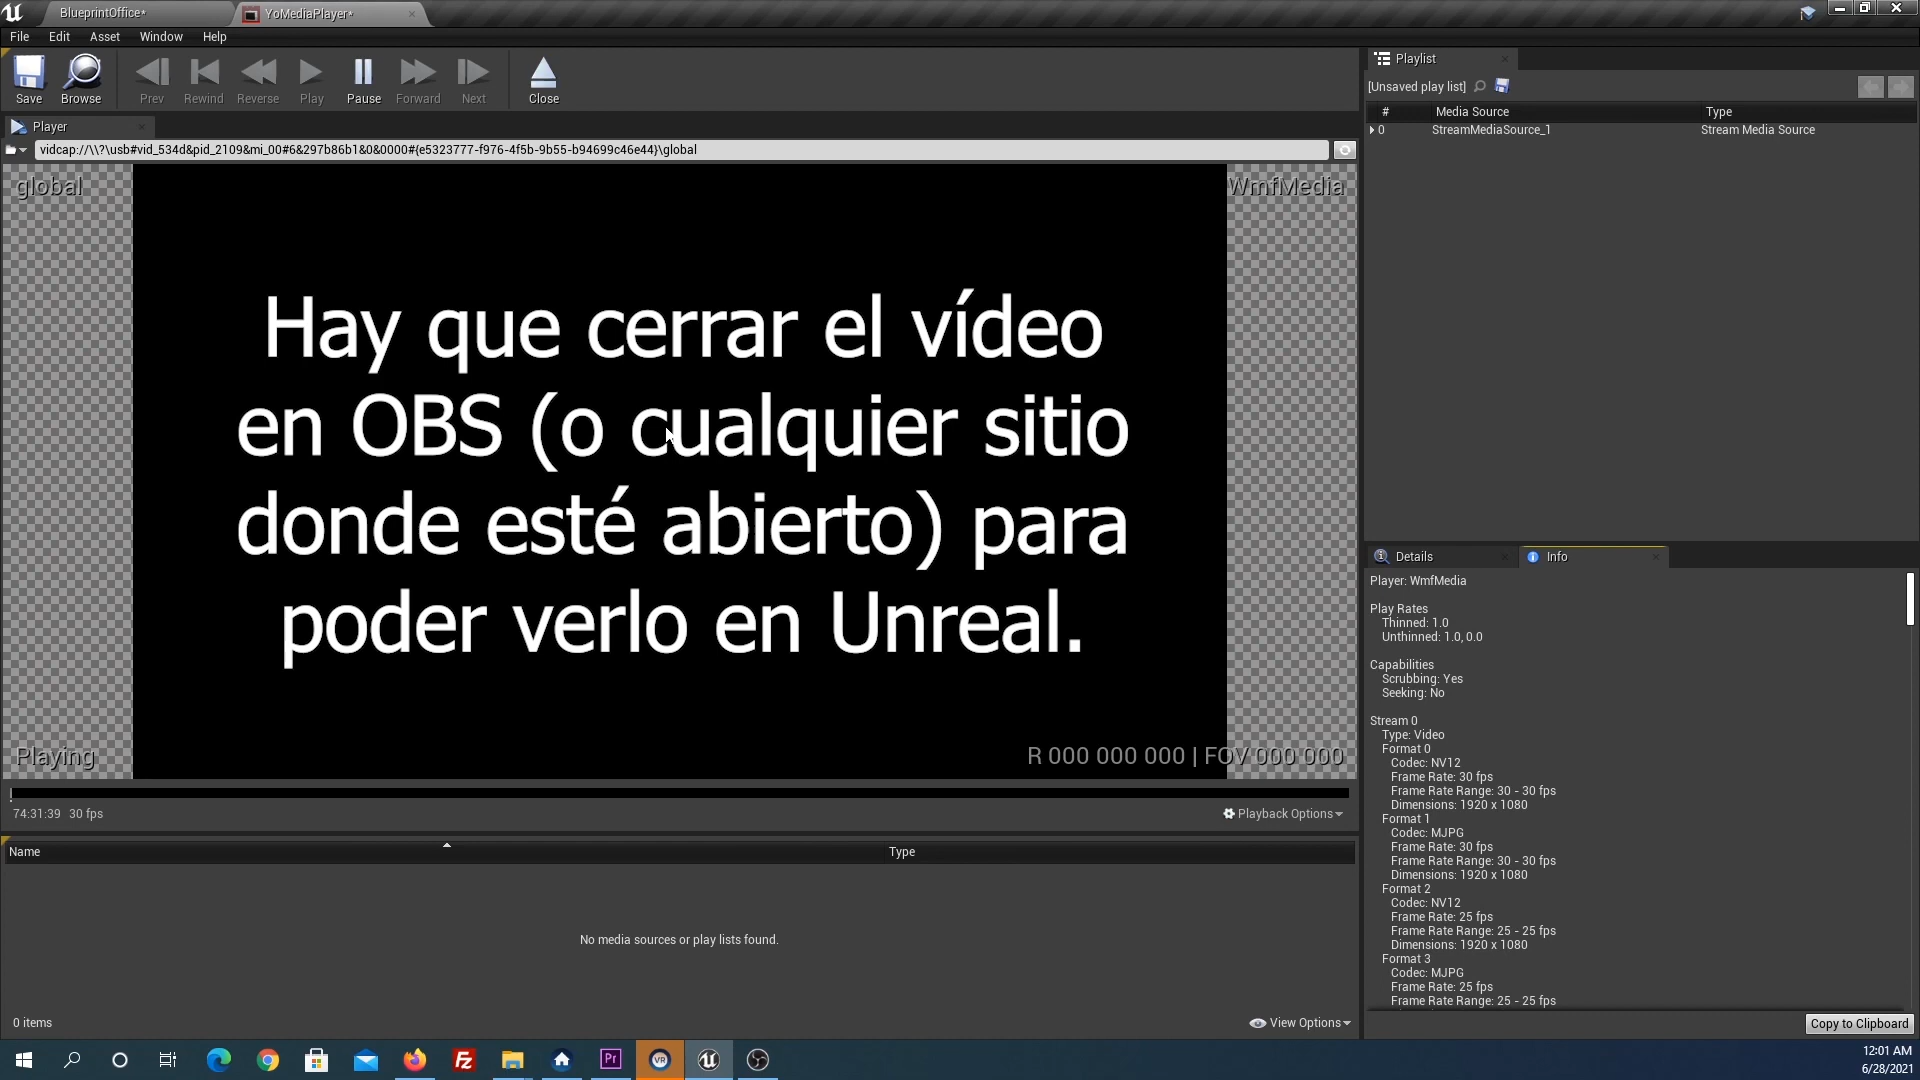 BlueprintOffice*
YoMediaPlayer*
File Edit Asset Window Help
Save Browse Prev Rewind Reverse Play Pause Forward Next Close
Player
vidcap://\\?\usb#vid_534d&pid_2109&mi_00#6&297b86b1&0&0000#{e5323777-f976-4f5b-9b55-b94699c46e44}\global
global
WmfMedia
Hay que cerrar el vídeo
en OBS (o cualquier sitio
donde esté abierto) para
poder verlo en Unreal.
Playing
R 000 000 000 | FOV 000 000
74:31:39 30 fps
Playback Options
Name Type
No media sources or play lists found.
0 items
View Options
Playlist
[Unsaved play list]
# Media Source Type
0 StreamMediaSource_1 Stream Media Source
Details Info
Player: WmfMedia
Play Rates
Thinned: 1.0
Unthinned: 1.0, 0.0
Capabilities
Scrubbing: Yes
Seeking: No
Stream 0
Type: Video
Format 0
Codec: NV12
Frame Rate: 30 fps
Frame Rate Range: 30 - 30 fps
Dimensions: 1920 x 1080
Format 1
Codec: MJPG
Frame Rate: 30 fps
Frame Rate Range: 30 - 30 fps
Dimensions: 1920 x 1080
Format 2
Codec: NV12
Frame Rate: 25 fps
Frame Rate Range: 25 - 25 fps
Dimensions: 1920 x 1080
Format 3
Codec: MJPG
Frame Rate: 25 fps
Frame Rate Range: 25 - 25 fps
Copy to Clipboard
Fz
Pr
VR
12:01 AM
6/28/2021